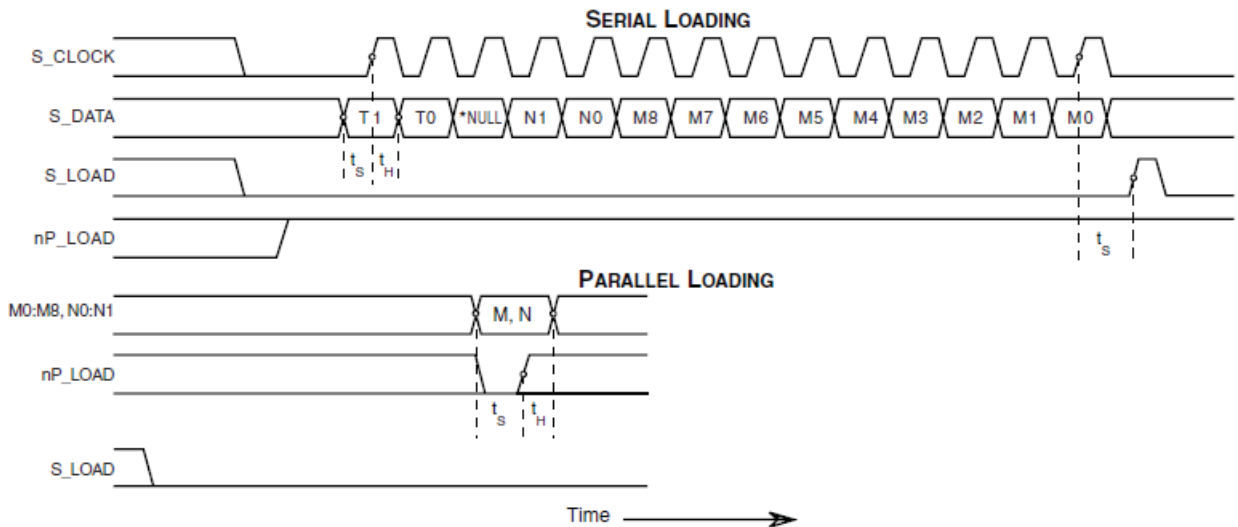 SERIAL LOADING
S_CLOCK
S_DATA T1 T0 *NULL N1 N0 M8 M7 M6 M5 M4 M3 M2 M1 M0
tS tH
S_LOAD
nP_LOAD
tS
PARALLEL LOADING
M0:M8, N0:N1 M, N
nP_LOAD
tS tH
S_LOAD
Time